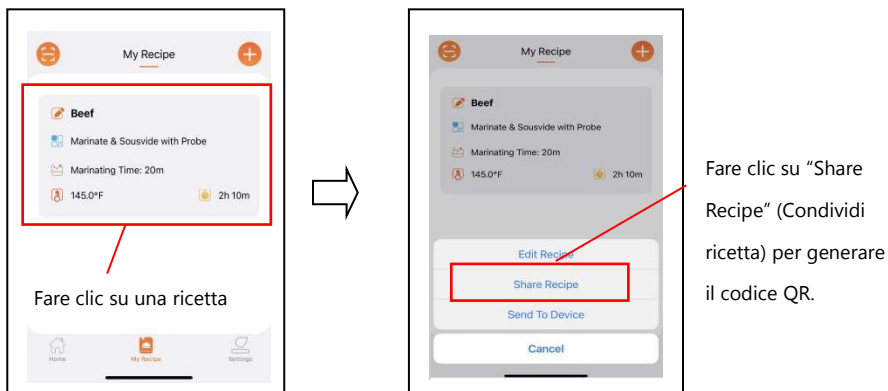 My Recipe
Beef
Marinate & Sousvide with Probe
Marinating Time: 20m
145.0°F 2h 10m
Fare clic su una ricetta
Home My Recipe Settings
My Recipe
Beef
Marinate & Sousvide with Probe
Marinating Time: 20m
145.0°F 2h 10m
Edit Recipe
Share Recipe
Send To Device
Cancel
Fare clic su “Share
Recipe” (Condividi
ricetta) per generare
il codice QR.